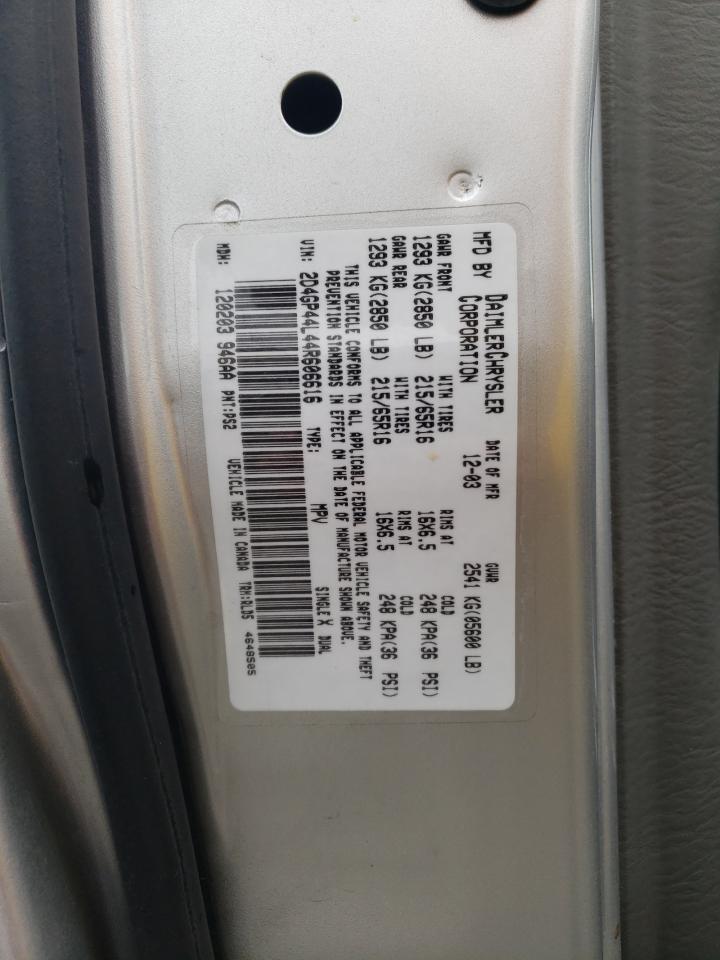 MFD BY DAIMLERCHRYSLER CORPORATION
DATE OF MFR 12-03
GVWR 2541 KG(05600 LB)
GAWR FRONT WITH TIRES RIMS AT COLD
1293 KG(2850 LB) 215/65R16 16X6.5 248 KPA(36 PSI)
GAWR REAR WITH TIRES RIMS AT COLD
1293 KG(2850 LB) 215/65R16 16X6.5 248 KPA(36 PSI)
THIS VEHICLE CONFORMS TO ALL APPLICABLE FEDERAL MOTOR VEHICLE SAFETY AND THEFT
PREVENTION STANDARDS IN EFFECT ON THE DATE OF MANUFACTURE SHOWN ABOVE.
VIN: 2D4GP44L44R606616 TYPE: MPV SINGLE X DUAL
MDH: 120203 946AA PNT:PS2 VEHICLE MADE IN CANADA TRM:RLD5 4648505